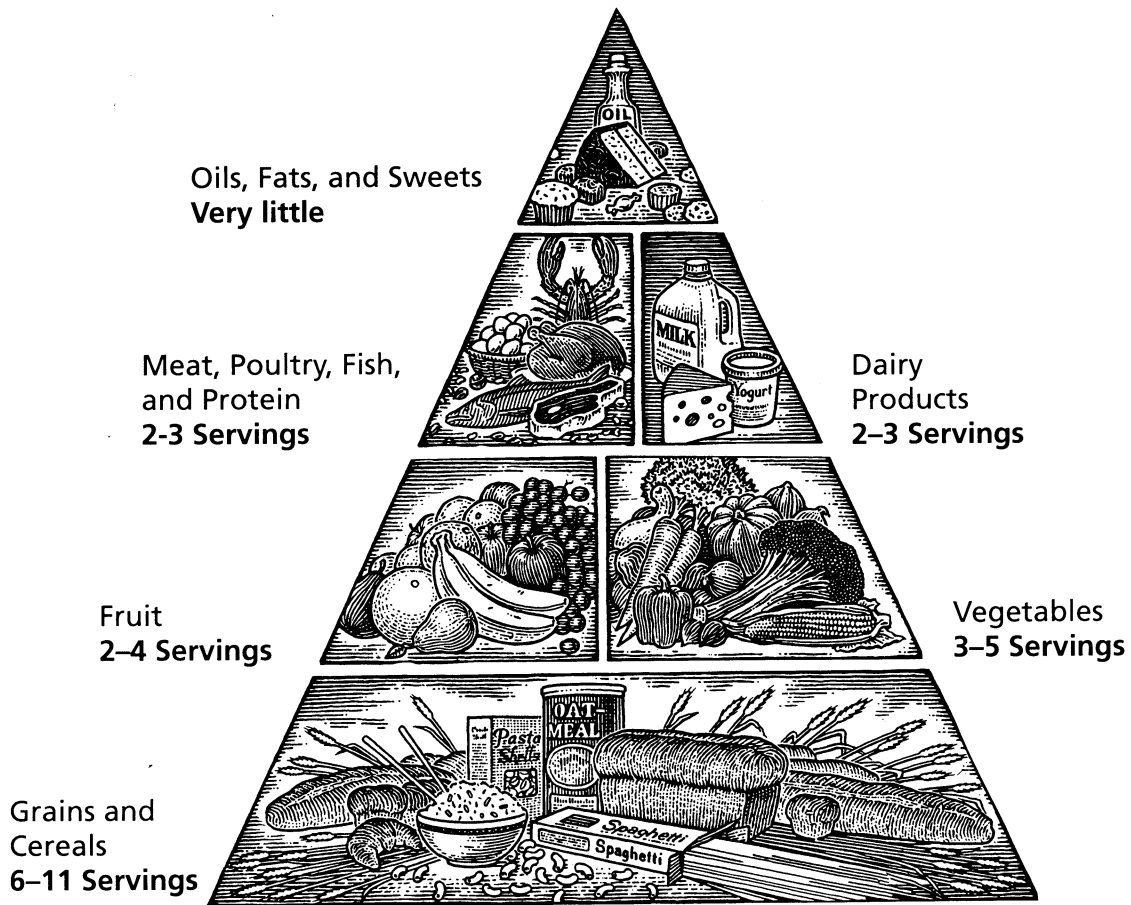 OIL
Oils, Fats, and Sweets
Very little
MILK
Yogurt
Meat, Poultry, Fish,
and Protein
2-3 Servings
Dairy
Products
2–3 Servings
Fruit
2–4 Servings
Vegetables
3–5 Servings
OAT-
MEAL
Pasta
Shells
Spaghetti
Spaghetti
Grains and
Cereals
6–11 Servings